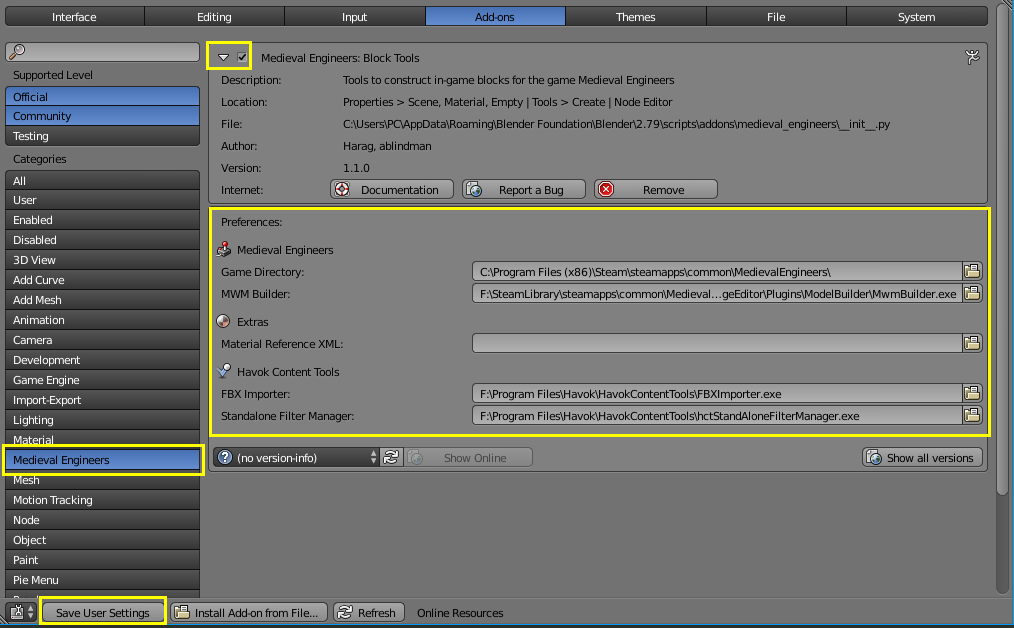 Interface Editing Input Add-ons Themes File System
Supported Level
Official
Community
Testing
Categories
All
User
Enabled
Disabled
3D View
Add Curve
Add Mesh
Animation
Camera
Development
Game Engine
Import-Export
Lighting
Material
Medieval Engineers
Mesh
Motion Tracking
Node
Object
Paint
Pie Menu
Medieval Engineers: Block Tools
Description: Tools to construct in-game blocks for the game Medieval Engineers
Location: Properties > Scene, Material, Empty | Tools > Create | Node Editor
File: C:\Users\PC\AppData\Roaming\Blender Foundation\Blender\2.79\scripts\addons\medieval_engineers\__init__.py
Author: Harag, ablindman
Version: 1.1.0
Internet: Documentation Report a Bug Remove
Preferences:
Medieval Engineers
Game Directory: C:\Program Files (x86)\Steam\steamapps\common\MedievalEngineers\
MWM Builder: F:\SteamLibrary\steamapps\common\Medieval...geEditor\Plugins\ModelBuilder\MwmBuilder.exe
Extras
Material Reference XML:
Havok Content Tools
FBX Importer: F:\Program Files\Havok\HavokContentTools\FBXImporter.exe
Standalone Filter Manager: F:\Program Files\Havok\HavokContentTools\hctStandAloneFilterManager.exe
(no version-info) Show Online Show all versions
Save User Settings Install Add-on from File... Refresh Online Resources